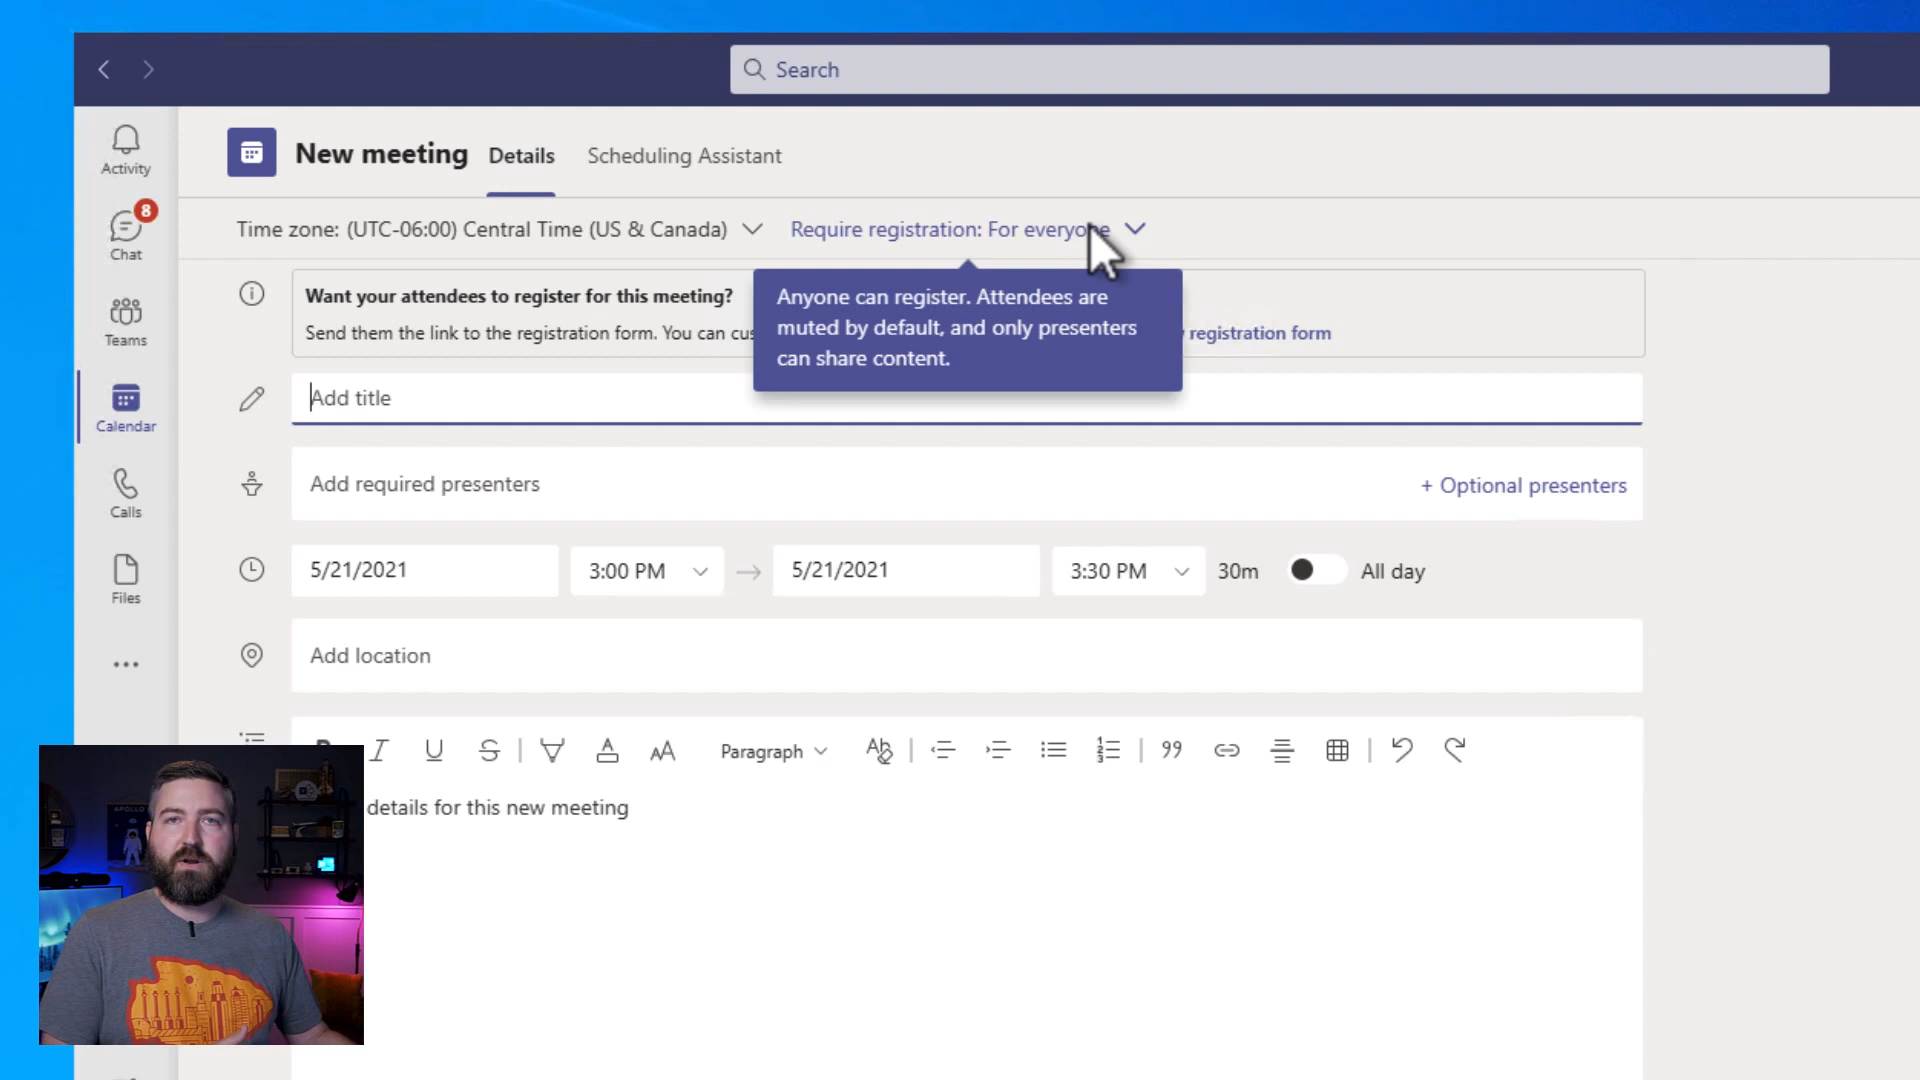 Search
Activity
8
Chat
Teams
Calendar
Calls
Files
New meeting
Details
Scheduling Assistant
Time zone: (UTC-06:00) Central Time (US & Canada)
Require registration: For everyone
Want your attendees to register for this meeting?
Send them the link to the registration form. You can
registration form
Anyone can register. Attendees are
muted by default, and only presenters
can share content.
Add title
Add required presenters
+ Optional presenters
5/21/2021
3:00 PM
5/21/2021
3:30 PM
30m
All day
Add location
Paragraph
details for this new meeting
APOLLO